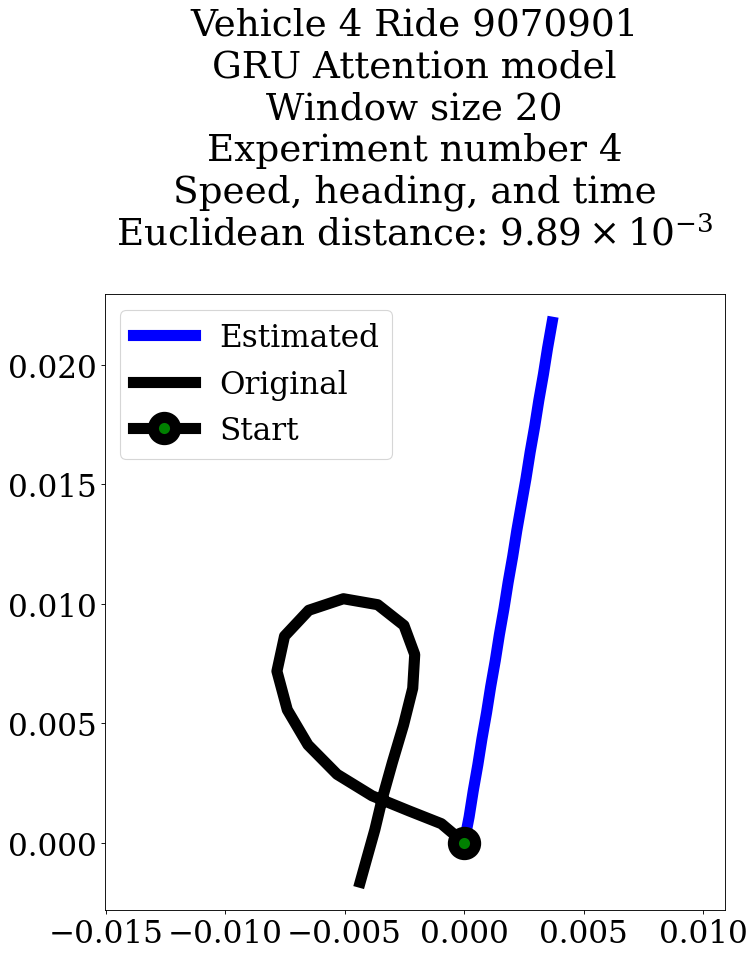 Vehicle 4 Ride 9070901
GRU Attention model
Window size 20
Experiment number 4
Speed, heading, and time
Euclidean distance: 9.89 × 10⁻³
Estimated
Original
Start
0.020
0.015
0.010
0.005
0.000
−0.015 −0.010 −0.005 0.000 0.005 0.010